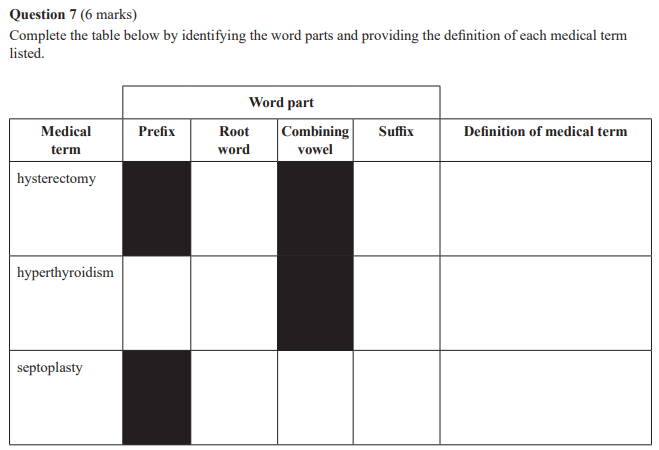 Question 7 (6 marks)
Complete the table below by identifying the word parts and providing the definition of each medical term
listed.
Word part
Medical term Prefix Root word Combining vowel Suffix Definition of medical term
hysterectomy
hyperthyroidism
septoplasty